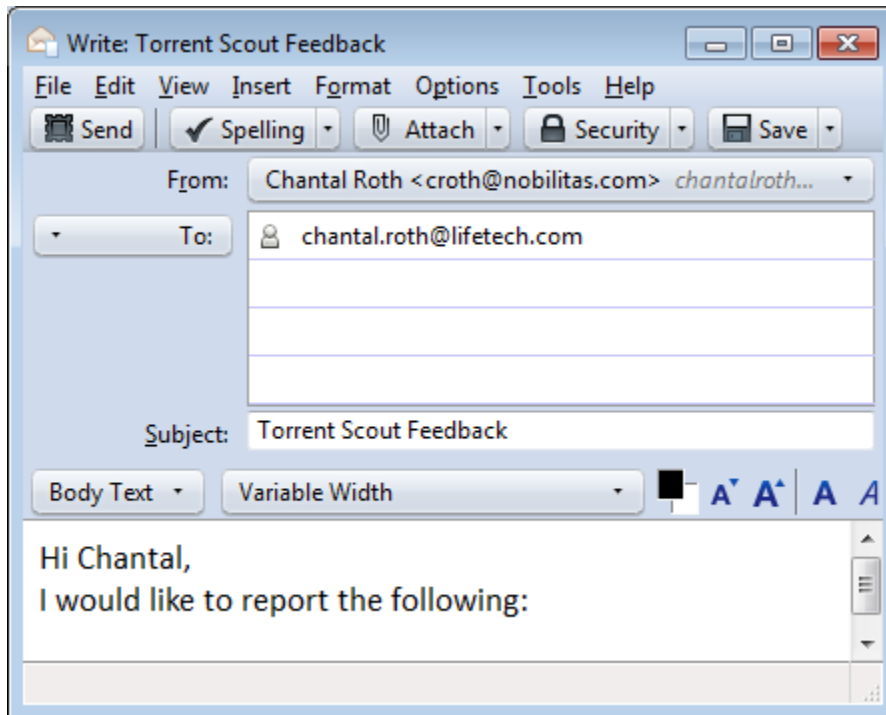 Write: Torrent Scout Feedback
File Edit View Insert Format Options Tools Help
Send Spelling Attach Security Save
From: Chantal Roth <croth@nobilitas.com> chantalroth...
To: chantal.roth@lifetech.com
Subject: Torrent Scout Feedback
Body Text Variable Width A A A A
Hi Chantal,
I would like to report the following: